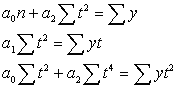 a₀n + a₂∑t² = ∑y
a₁∑t² = ∑yt
a₀∑t² + a₂∑t⁴ = ∑yt²